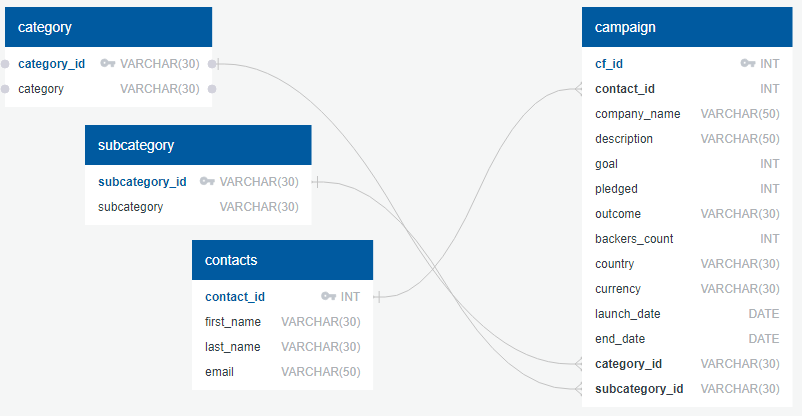 category
category_id VARCHAR(30)
category VARCHAR(30)
subcategory
subcategory_id VARCHAR(30)
subcategory VARCHAR(30)
contacts
contact_id INT
first_name VARCHAR(30)
last_name VARCHAR(30)
email VARCHAR(50)
campaign
cf_id INT
contact_id INT
company_name VARCHAR(50)
description VARCHAR(50)
goal INT
pledged INT
outcome VARCHAR(30)
backers_count INT
country VARCHAR(30)
currency VARCHAR(30)
launch_date DATE
end_date DATE
category_id VARCHAR(30)
subcategory_id VARCHAR(30)